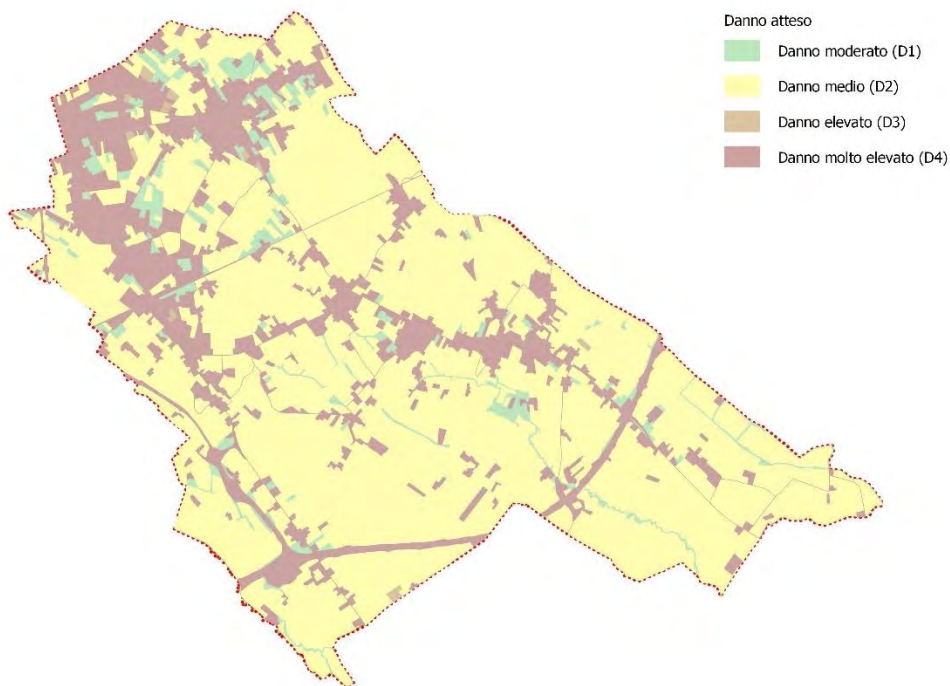 Danno atteso
Danno moderato (D1)
Danno medio (D2)
Danno elevato (D3)
Danno molto elevato (D4)